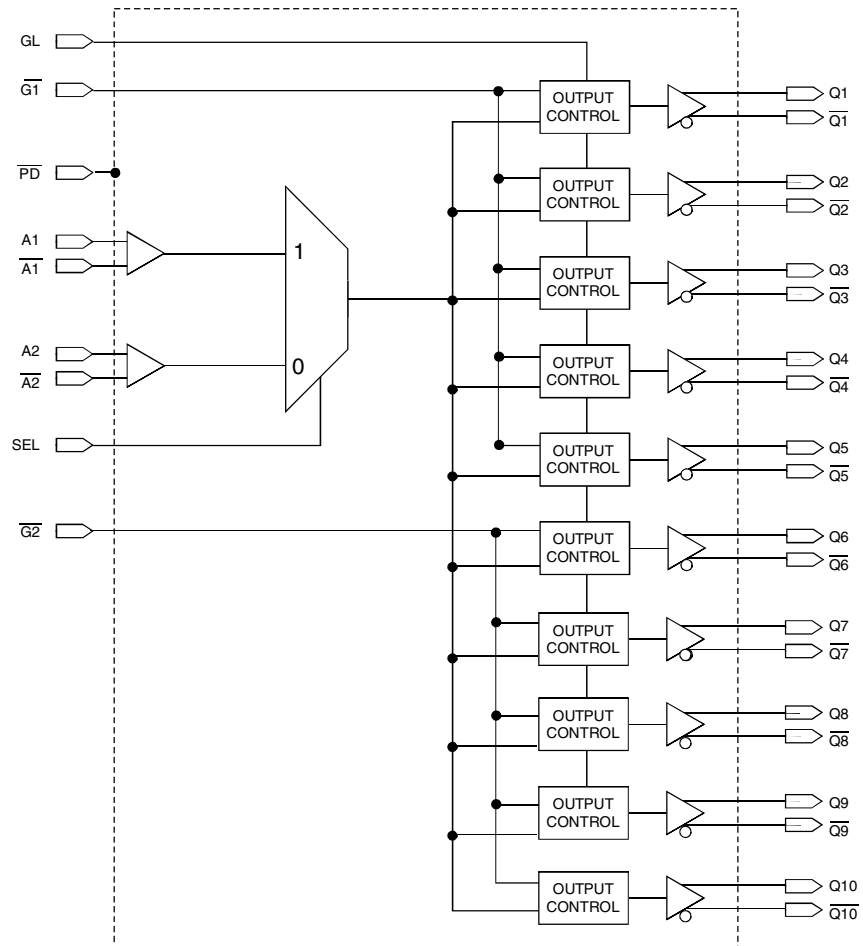 GL
G1
PD
A1
A1
A2
A2
SEL
G2
1
0
OUTPUT
CONTROL
Q1
Q1
OUTPUT
CONTROL
Q2
Q2
OUTPUT
CONTROL
Q3
Q3
OUTPUT
CONTROL
Q4
Q4
OUTPUT
CONTROL
Q5
Q5
OUTPUT
CONTROL
Q6
Q6
OUTPUT
CONTROL
Q7
Q7
OUTPUT
CONTROL
Q8
Q8
OUTPUT
CONTROL
Q9
Q9
OUTPUT
CONTROL
Q10
Q10